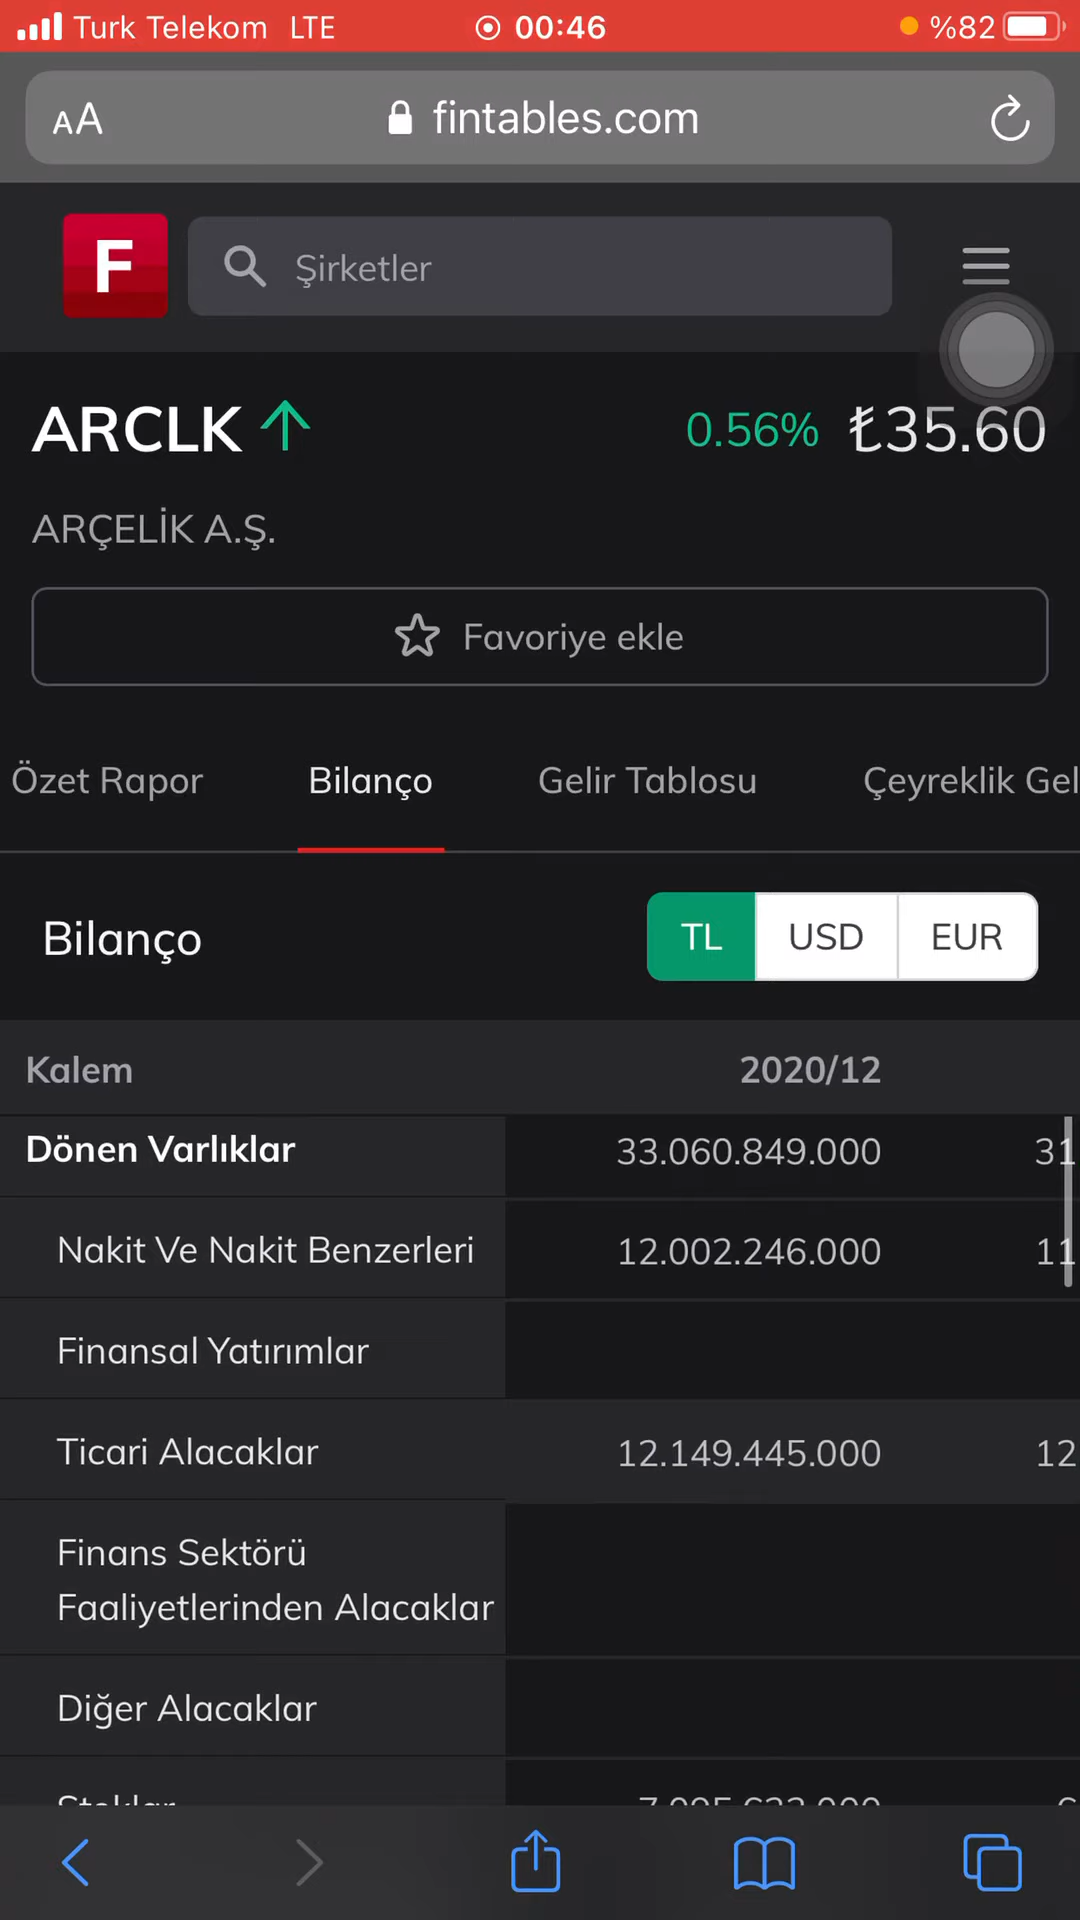 Turk Telekom LTE 00:46 %82
AA fintables.com
F Şirketler
ARCLK 0.56% ₺35.60
ARÇELİK A.Ş.
Favoriye ekle
Özet Rapor Bilanço Gelir Tablosu Çeyreklik Gel
Bilanço TL USD EUR
Kalem 2020/12
Dönen Varlıklar 33.060.849.000 31
Nakit Ve Nakit Benzerleri 12.002.246.000 11
Finansal Yatırımlar
Ticari Alacaklar 12.149.445.000 12
Finans Sektörü
Faaliyetlerinden Alacaklar
Diğer Alacaklar
Stoklar